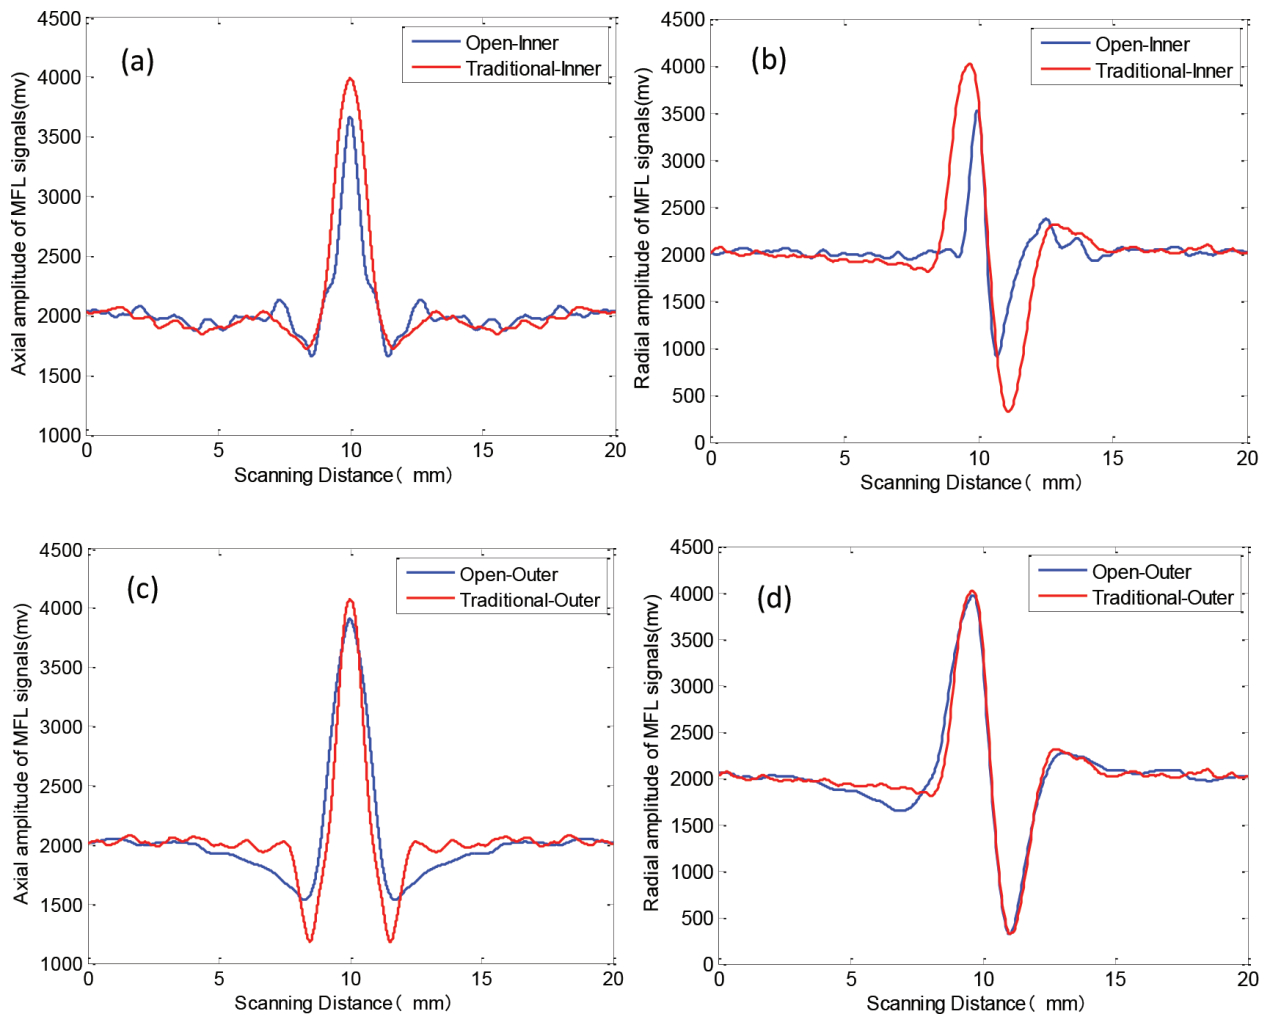 (a)
Open-Inner
Traditional-Inner
Axial amplitude of MFL signals(mv)
4500
4000
3500
3000
2500
2000
1500
1000
0 5 10 15 20
Scanning Distance( mm)
(b)
Open-Inner
Traditional-Inner
Radial amplitude of MFL signals(mv)
4500
4000
3500
3000
2500
2000
1500
1000
500
0
0 5 10 15 20
Scanning Distance( mm)
(c)
Open-Outer
Traditional-Outer
Axial amplitude of MFL signals(mv)
4500
4000
3500
3000
2500
2000
1500
1000
0 5 10 15 20
Scanning Distance( mm)
(d)
Open-Outer
Traditional-Outer
Radial amplitude of MFL signals(mv)
4500
4000
3500
3000
2500
2000
1500
1000
500
0
0 5 10 15 20
Scanning Distance( mm)